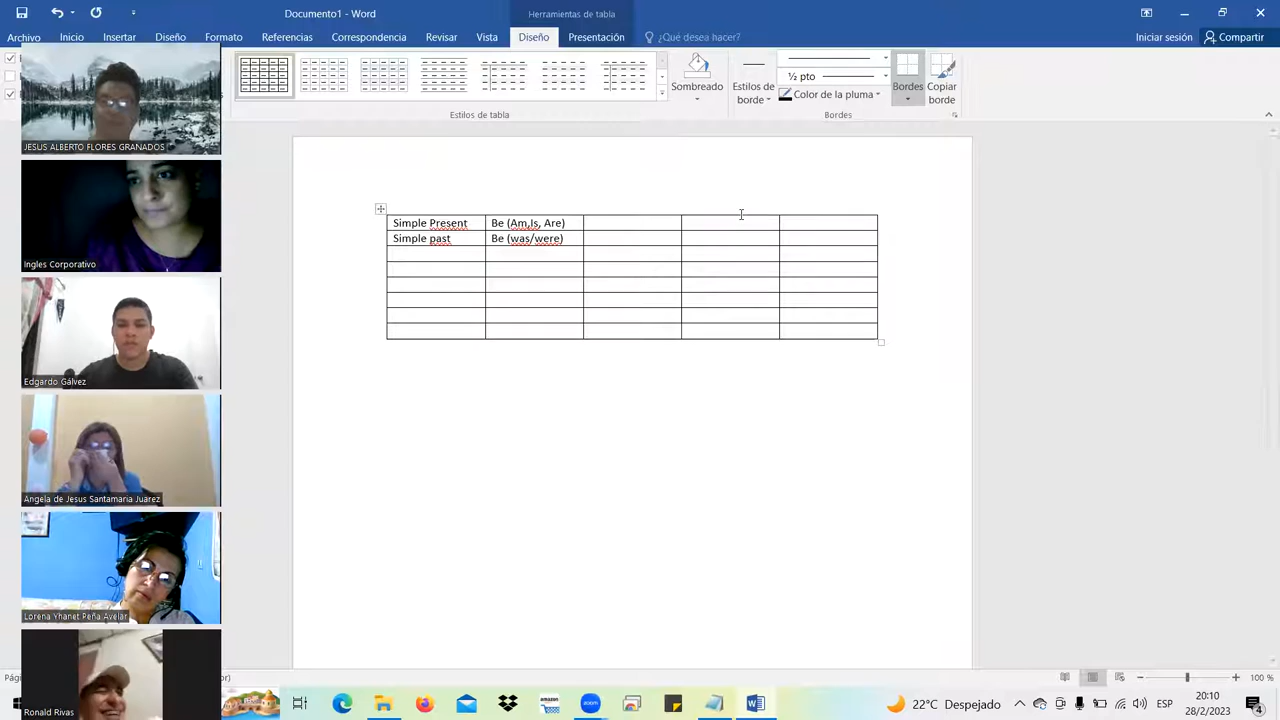 Documento1 - Word
Herramientas de tabla
Archivo
Inicio
Insertar
Diseño
Formato
Referencias
Correspondencia
Revisar
Vista
Diseño
Presentación
¿Qué desea hacer?
Iniciar sesión
Compartir
Sombreado
Estilos de
borde
½ pto
Color de la pluma
Bordes
Copiar
borde
Estilos de tabla
Bordes
JESUS ALBERTO FLORES GRANADOS
Ingles Corporativo
Edgardo Gálvez
Angela de Jesus Santamaria Juarez
Lorena Yhanet Peña Avelar
Ronald Rivas
Simple Present
Be (Am,Is, Are)
Simple past
Be (was/were)
100 %
amazon
zoom
22°C Despejado
ESP
20:10
28/2/2023
4